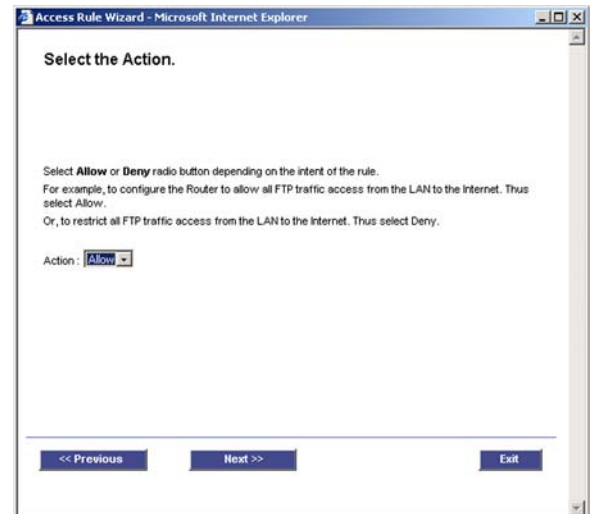 Access Rule Wizard - Microsoft Internet Explorer
Select the Action.
Select Allow or Deny radio button depending on the intent of the rule.
For example, to configure the Router to allow all FTP traffic access from the LAN to the Internet. Thus
select Allow.
Or, to restrict all FTP traffic access from the LAN to the Internet. Thus select Deny.
Action : Allow
<< Previous
Next >>
Exit